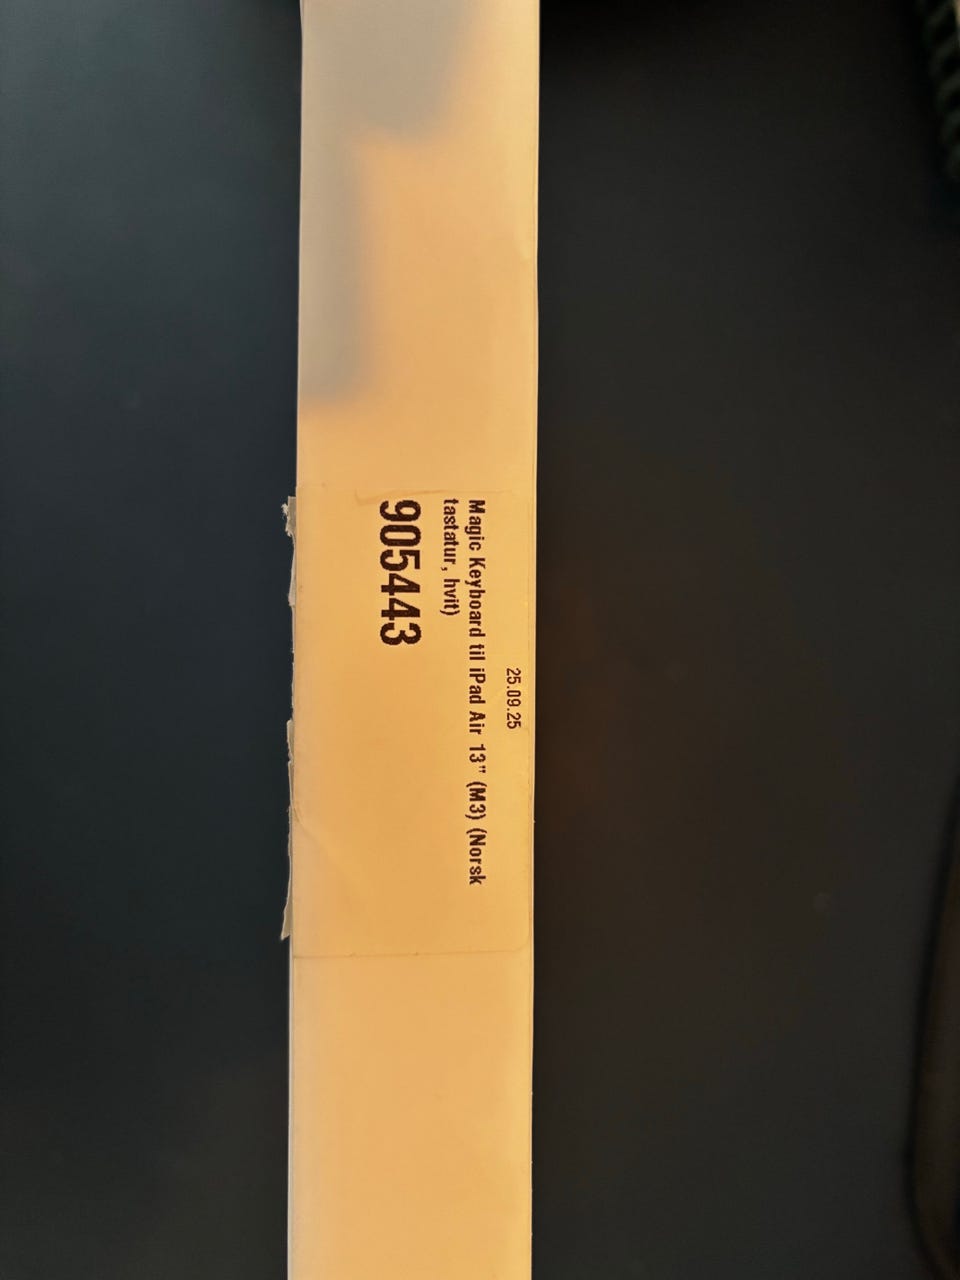 25.09.25
Magic Keyboard til iPad Air 13" (M3) (Norsk
tastatur, hvit)
905443